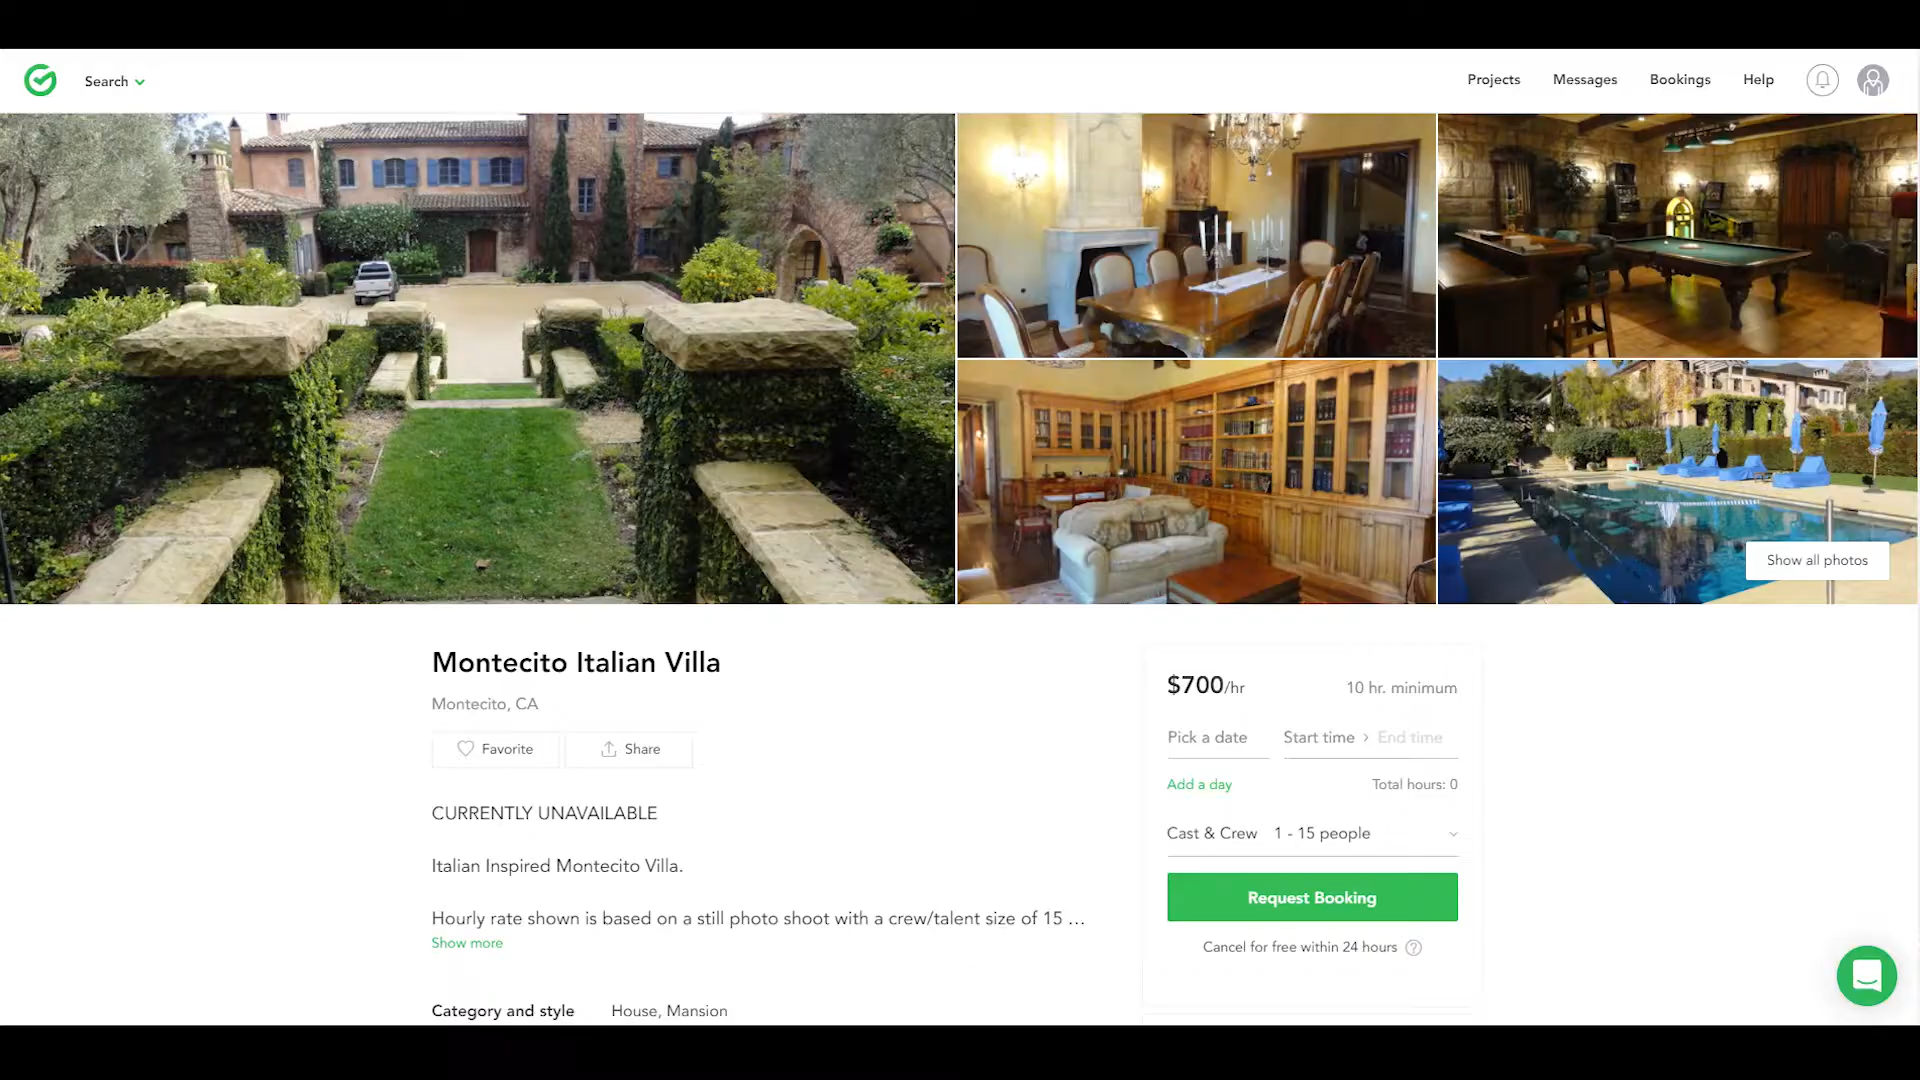 Search
Projects
Messages
Bookings
Help
Show all photos
Montecito Italian Villa
Montecito, CA
Favorite
Share
CURRENTLY UNAVAILABLE
Italian Inspired Montecito Villa.
Hourly rate shown is based on a still photo shoot with a crew/talent size of 15 ...
Show more
Category and style House, Mansion
$700/hr
10 hr. minimum
Pick a date
Start time > End time
Add a day
Total hours: 0
Cast & Crew 1 - 15 people
Request Booking
Cancel for free within 24 hours ?